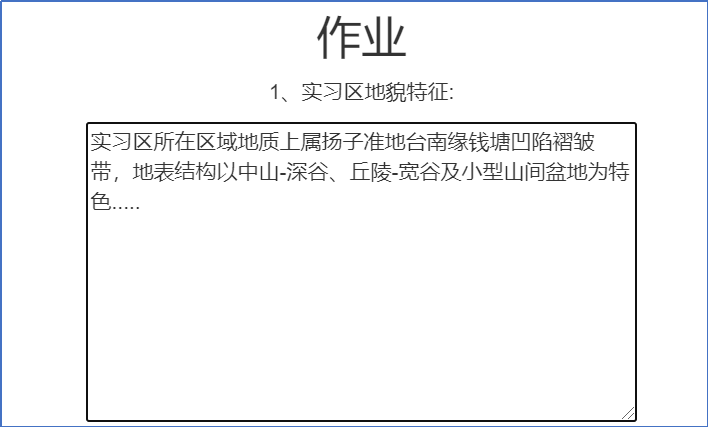 作业
1、实习区地貌特征:
实习区所在区域地质上属扬子准地台南缘钱塘凹陷褶皱
带，地表结构以中山-深谷、丘陵-宽谷及小型山间盆地为特
色.....